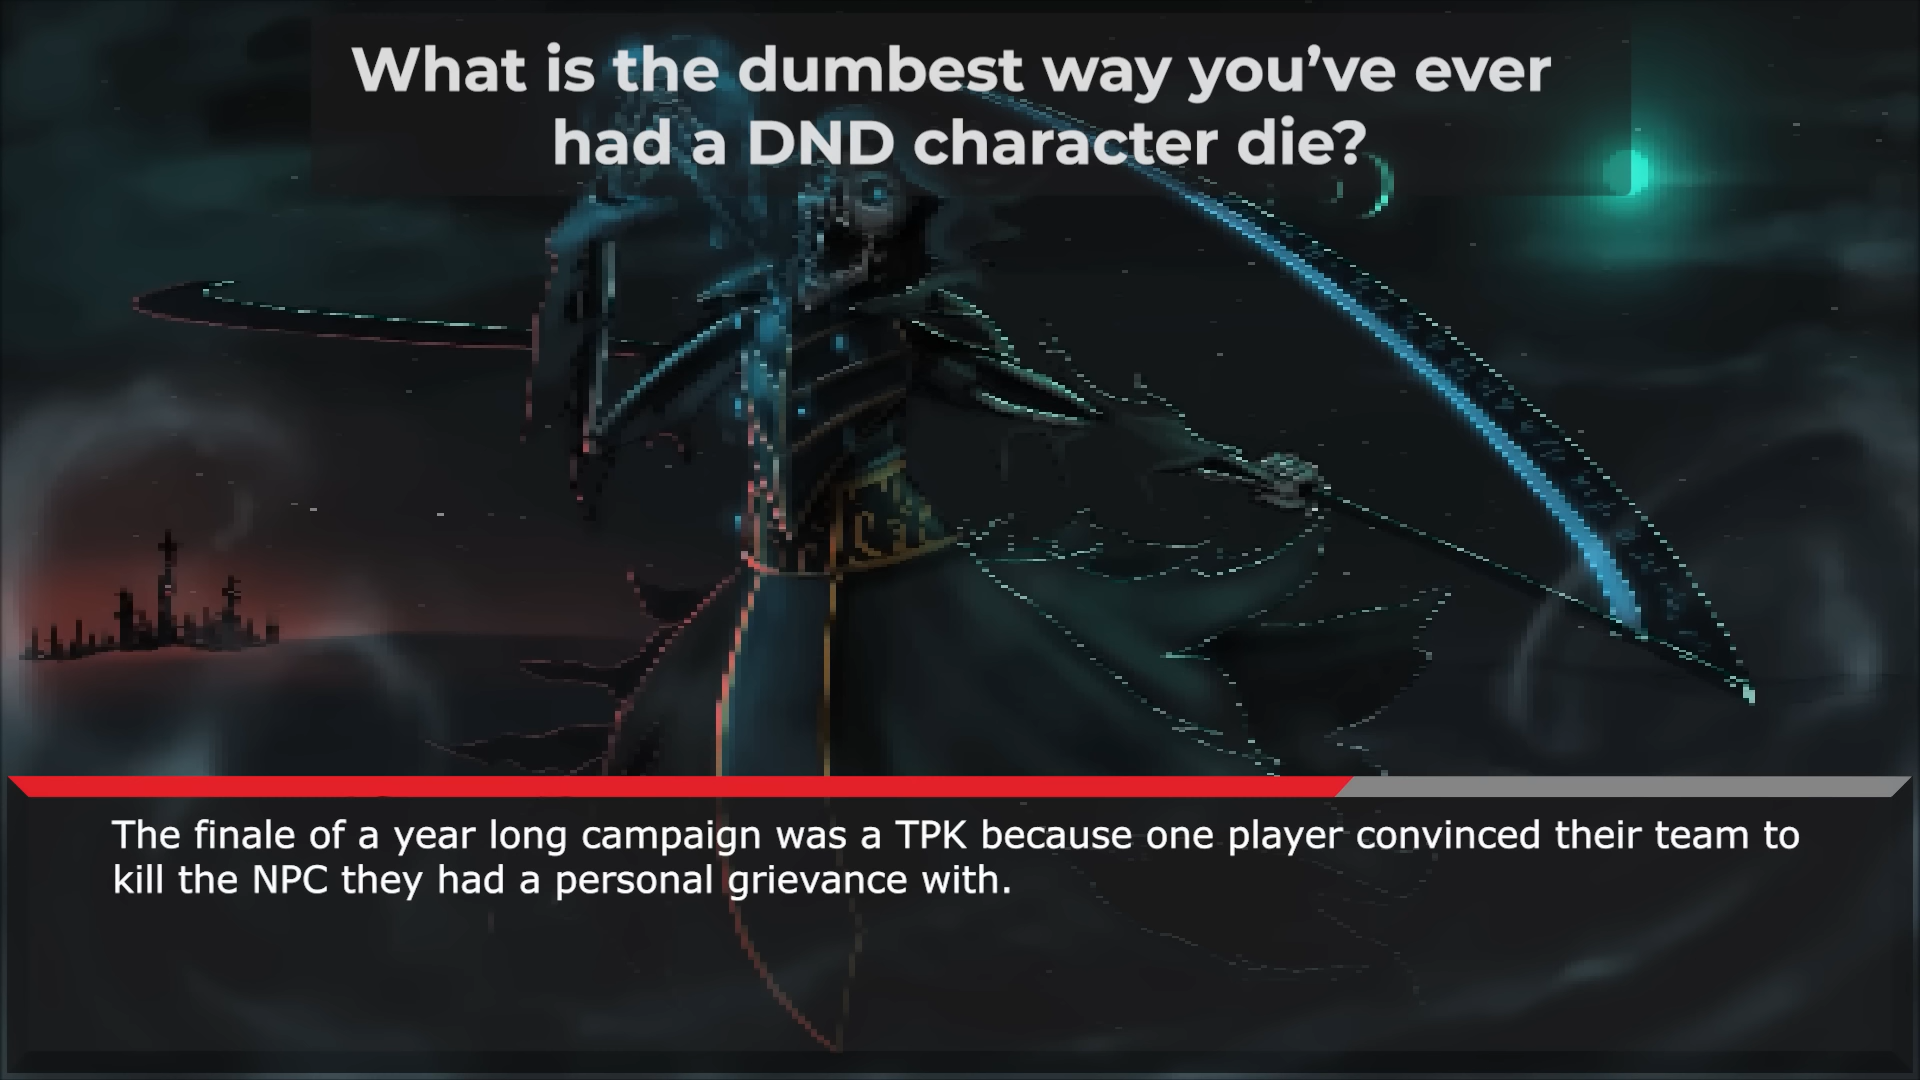 What is the dumbest way you’ve ever
had a DND character die?
The finale of a year long campaign was a TPK because one player convinced their team to
kill the NPC they had a personal grievance with.